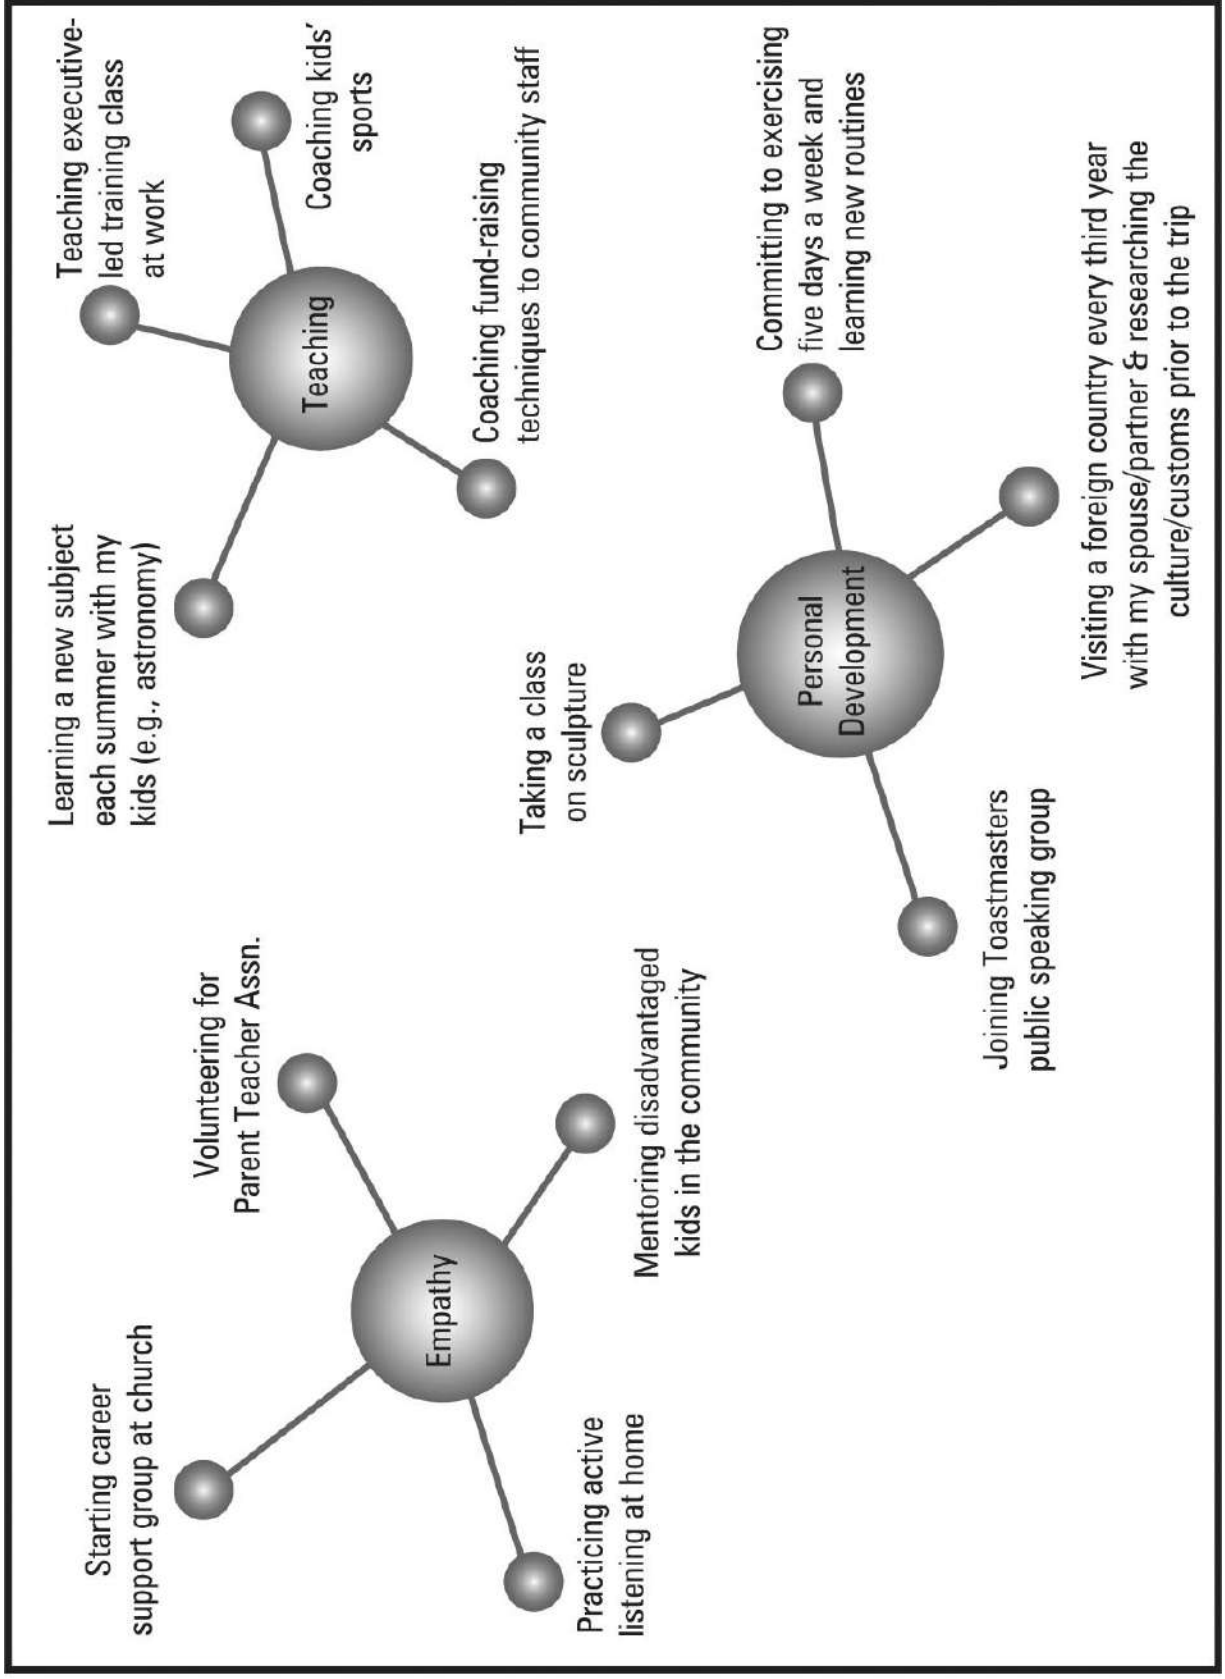 Starting career
support group at church
Volunteering for
Parent Teacher Assn.
Empathy
Practicing active
listening at home
Mentoring disadvantaged
kids in the community
Learning a new subject
each summer with my
kids (e.g., astronomy)
Teaching executive-
led training class
at work
Teaching
Coaching kids’
sports
Coaching fund-raising
techniques to community staff
Taking a class
on sculpture
Personal
Development
Committing to exercising
five days a week and
learning new routines
Joining Toastmasters
public speaking group
Visiting a foreign country every third year
with my spouse/partner & researching the
culture/customs prior to the trip